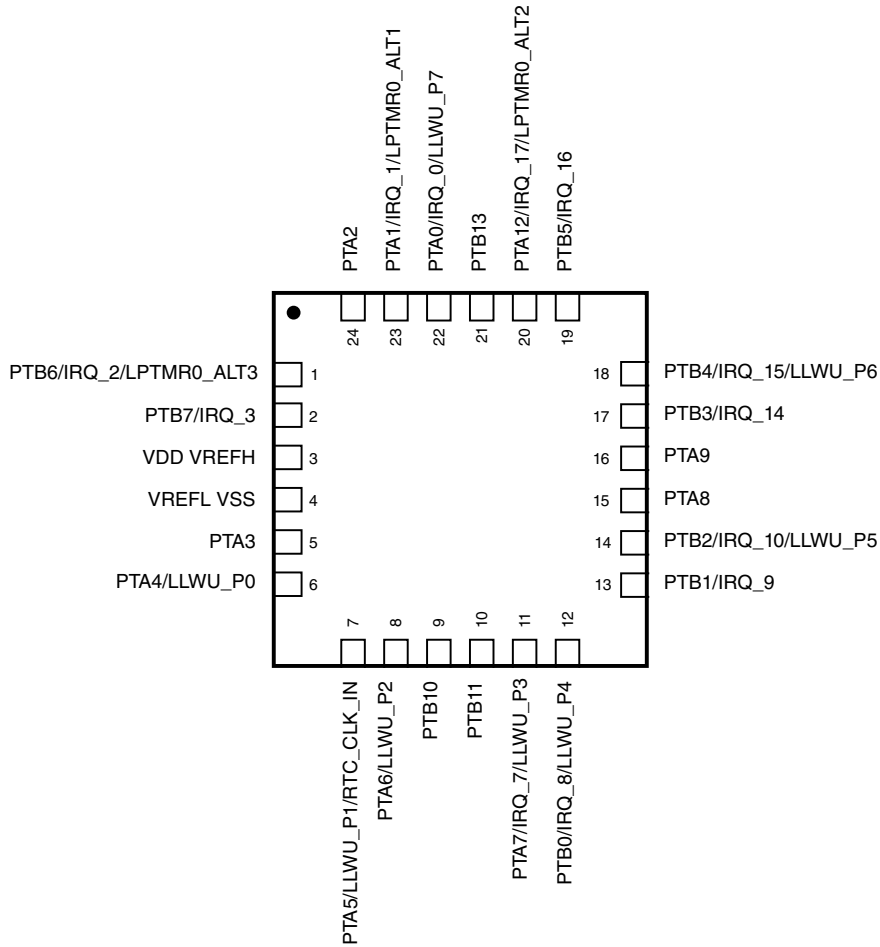 PTA2
PTA1/IRQ_1/LPTMR0_ALT1
PTA0/IRQ_0/LLWU_P7
PTB13
PTA12/IRQ_17/LPTMR0_ALT2
PTB5/IRQ_16
24
23
22
21
20
19
PTB6/IRQ_2/LPTMR0_ALT3 1
PTB7/IRQ_3 2
VDD VREFH 3
VREFL VSS 4
PTA3 5
PTA4/LLWU_P0 6
18 PTB4/IRQ_15/LLWU_P6
17 PTB3/IRQ_14
16 PTA9
15 PTA8
14 PTB2/IRQ_10/LLWU_P5
13 PTB1/IRQ_9
7
8
9
10
11
12
PTA5/LLWU_P1/RTC_CLK_IN
PTA6/LLWU_P2
PTB10
PTB11
PTA7/IRQ_7/LLWU_P3
PTB0/IRQ_8/LLWU_P4